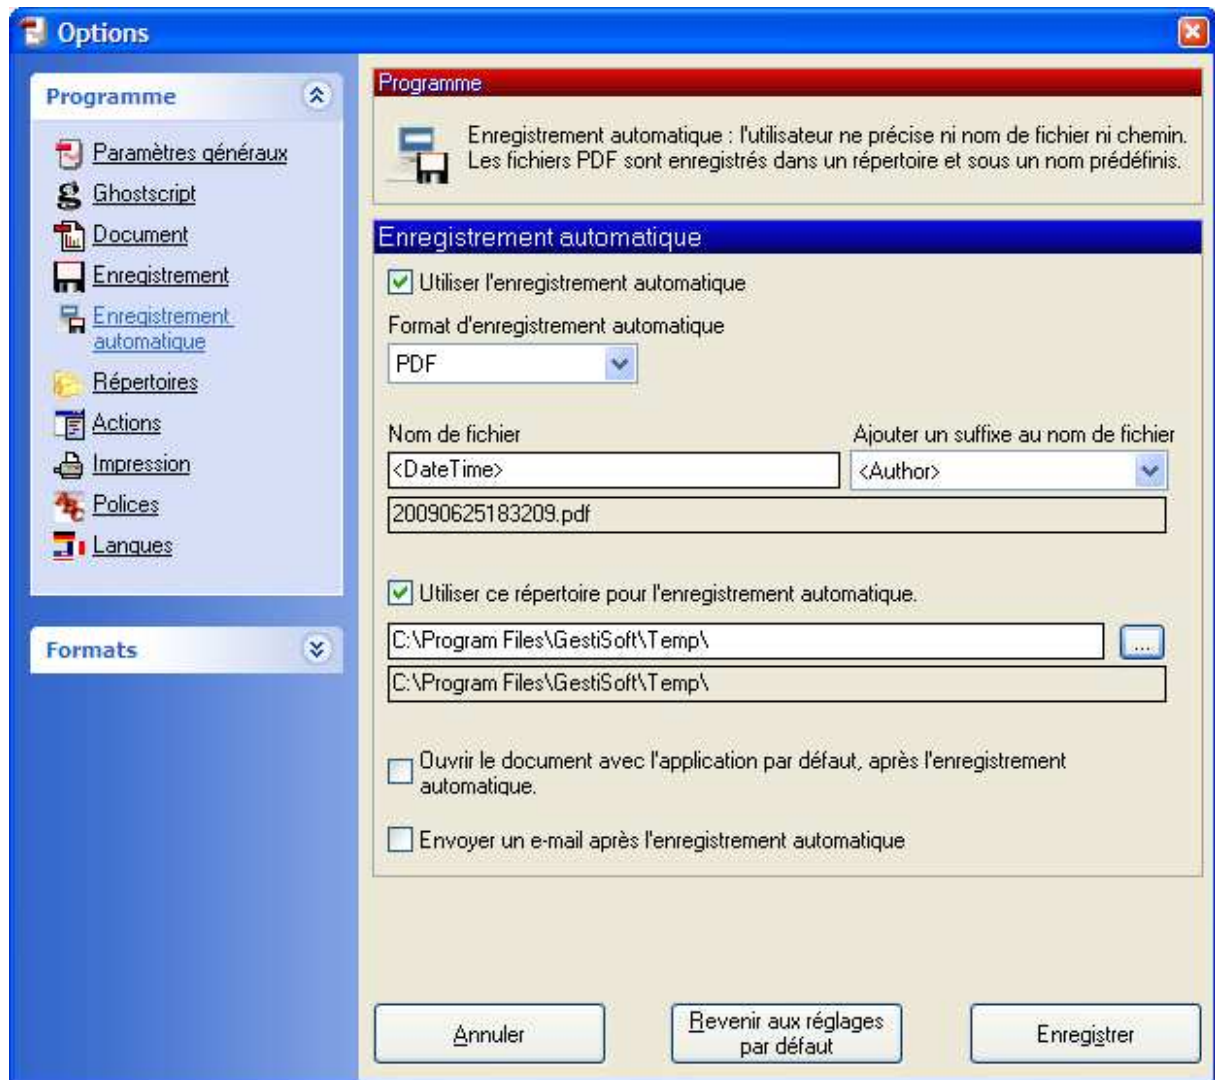 Options
Programme
Paramètres généraux
Ghostscript
Document
Enregistrement
Enregistrement
automatique
Répertoires
Actions
Impression
Polices
Langues
Formats
Programme
Enregistrement automatique : l'utilisateur ne précise ni nom de fichier ni chemin.
Les fichiers PDF sont enregistrés dans un répertoire et sous un nom prédéfinis.
Enregistrement automatique
Utiliser l'enregistrement automatique
Format d'enregistrement automatique
PDF
Nom de fichier Ajouter un suffixe au nom de fichier
<DateTime> <Author>
20090625183209.pdf
Utiliser ce répertoire pour l'enregistrement automatique.
C:\Program Files\GestiSoft\Temp\ ...
C:\Program Files\GestiSoft\Temp\
Ouvrir le document avec l'application par défaut, après l'enregistrement
automatique.
Envoyer un e-mail après l'enregistrement automatique
Annuler
Revenir aux réglages
par défaut
Enregistrer